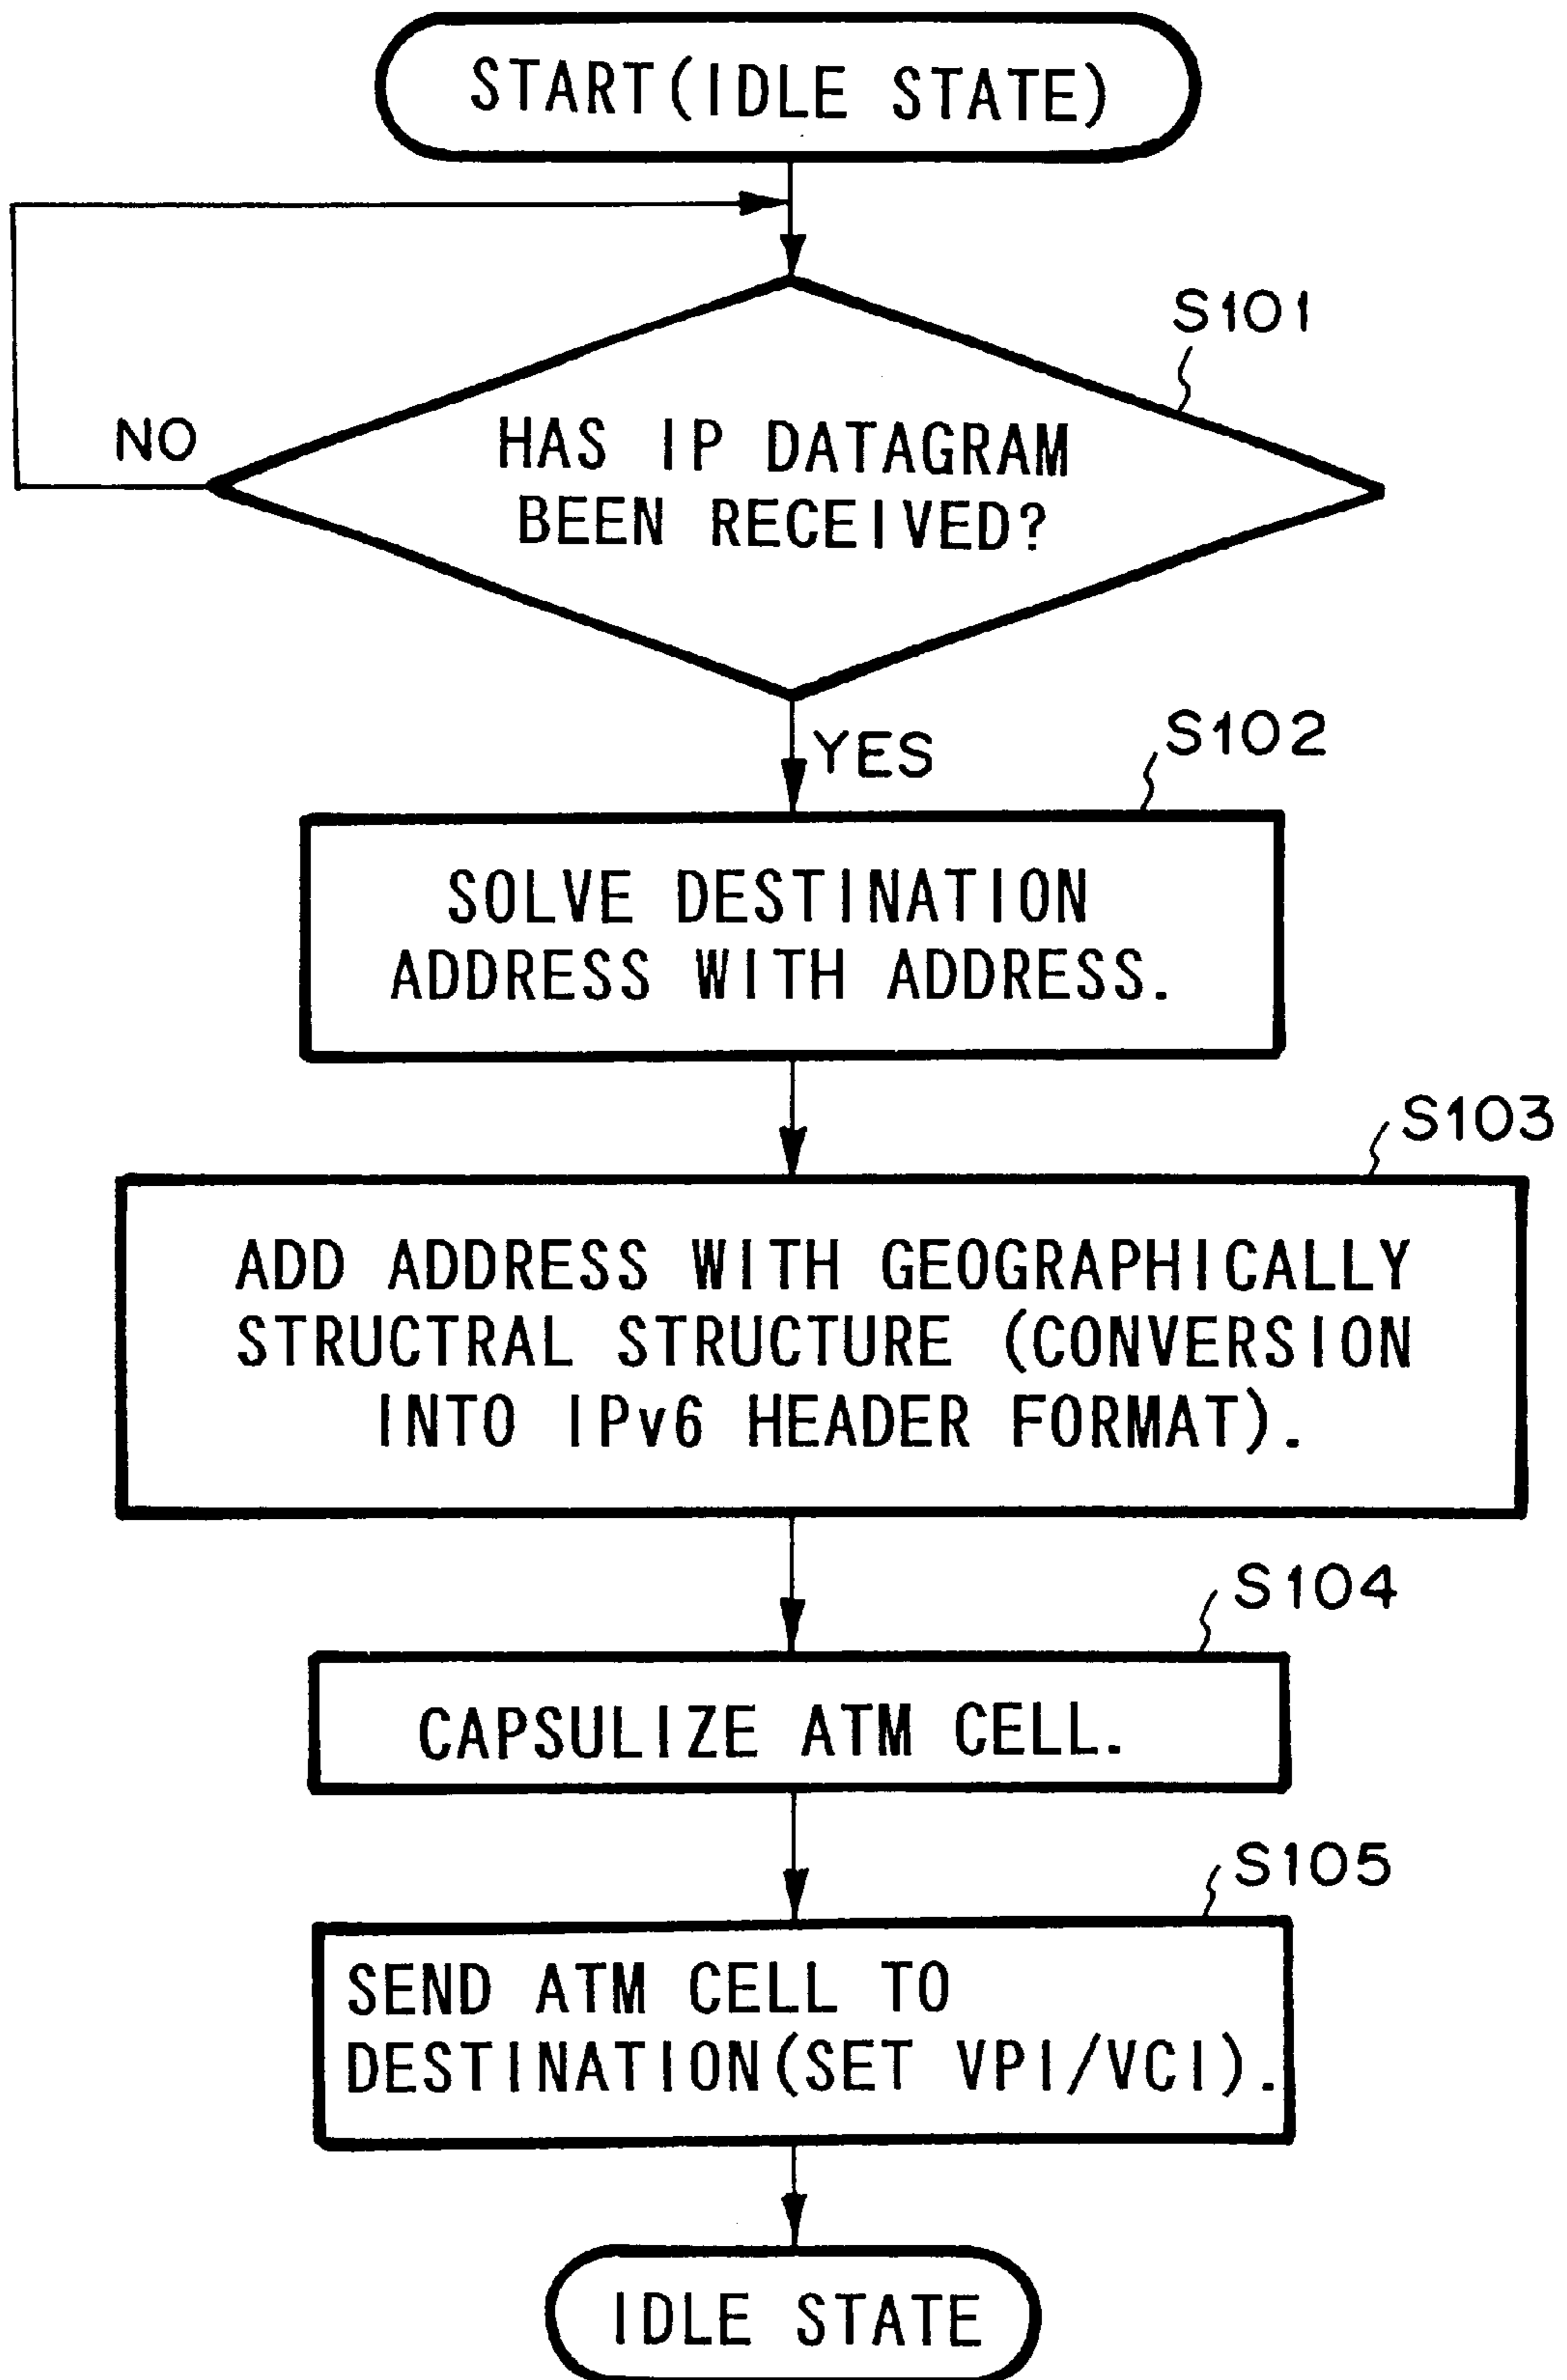 START(IDLE STATE)
S101
NO
HAS IP DATAGRAM
BEEN RECEIVED?
YES
S102
SOLVE DESTINATION
ADDRESS WITH ADDRESS.
S103
ADD ADDRESS WITH GEOGRAPHICALLY
STRUCTRAL STRUCTURE (CONVERSION
INTO IPv6 HEADER FORMAT).
S104
CAPSULIZE ATM CELL.
S105
SEND ATM CELL TO
DESTINATION(SET VPI/VCI).
IDLE STATE